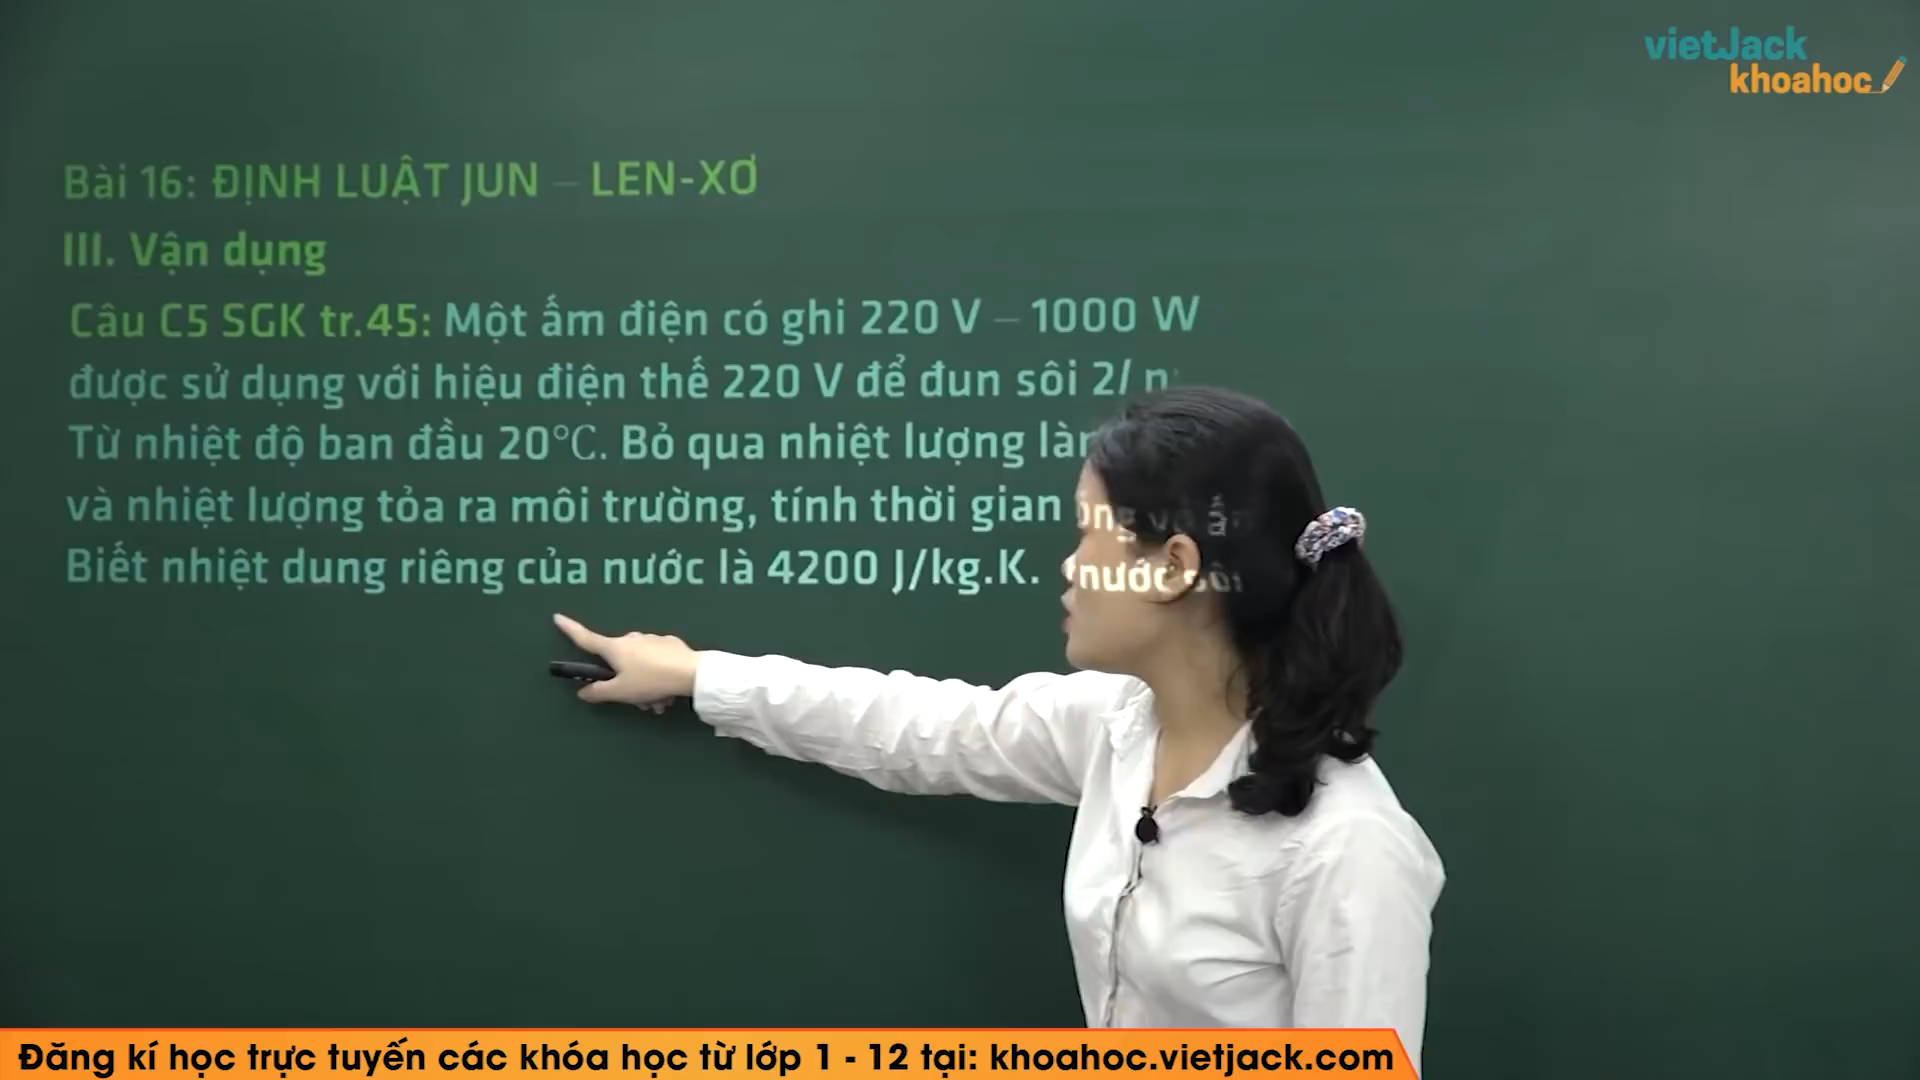 vietJack
khoahoc
Bài 16: ĐỊNH LUẬT JUN – LEN-XƠ
III. Vận dụng
Câu C5 SGK tr.45: Một ấm điện có ghi 220 V – 1000 W
được sử dụng với hiệu điện thế 220 V để đun sôi 2l
Từ nhiệt độ ban đầu 20°C. Bỏ qua nhiệt lượng
và nhiệt lượng tỏa ra môi trường, tính thời gian
Biết nhiệt dung riêng của nước là 4200 J/kg.K. nước sôi
Đăng kí học trực tuyến các khóa học từ lớp 1 - 12 tại: khoahoc.vietjack.com